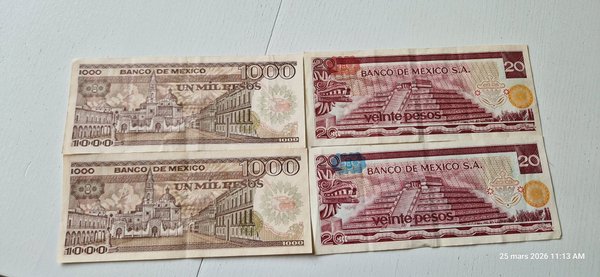 1000 BANCO DE MEXICO 1000
UN MIL PESOS
1000 1000
20 BANCO DE MEXICO S.A. 20
20 veinte pesos
1000 BANCO DE MEXICO 1000
UN MIL PESOS
1000 1000
20 BANCO DE MEXICO S.A. 20
20 veinte pesos
25 mars 2026 11:13 AM